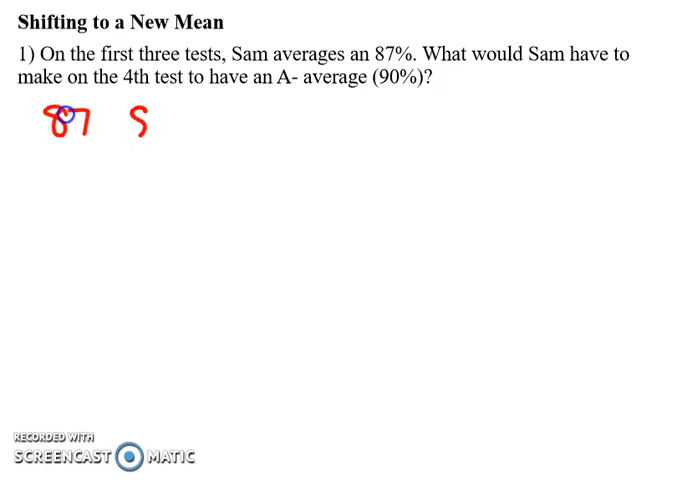 Shifting to a New Mean
1) On the first three tests, Sam averages an 87%. What would Sam have to
make on the 4th test to have an A- average (90%)?
87 S
RECORDED WITH
SCREENCAST MATIC